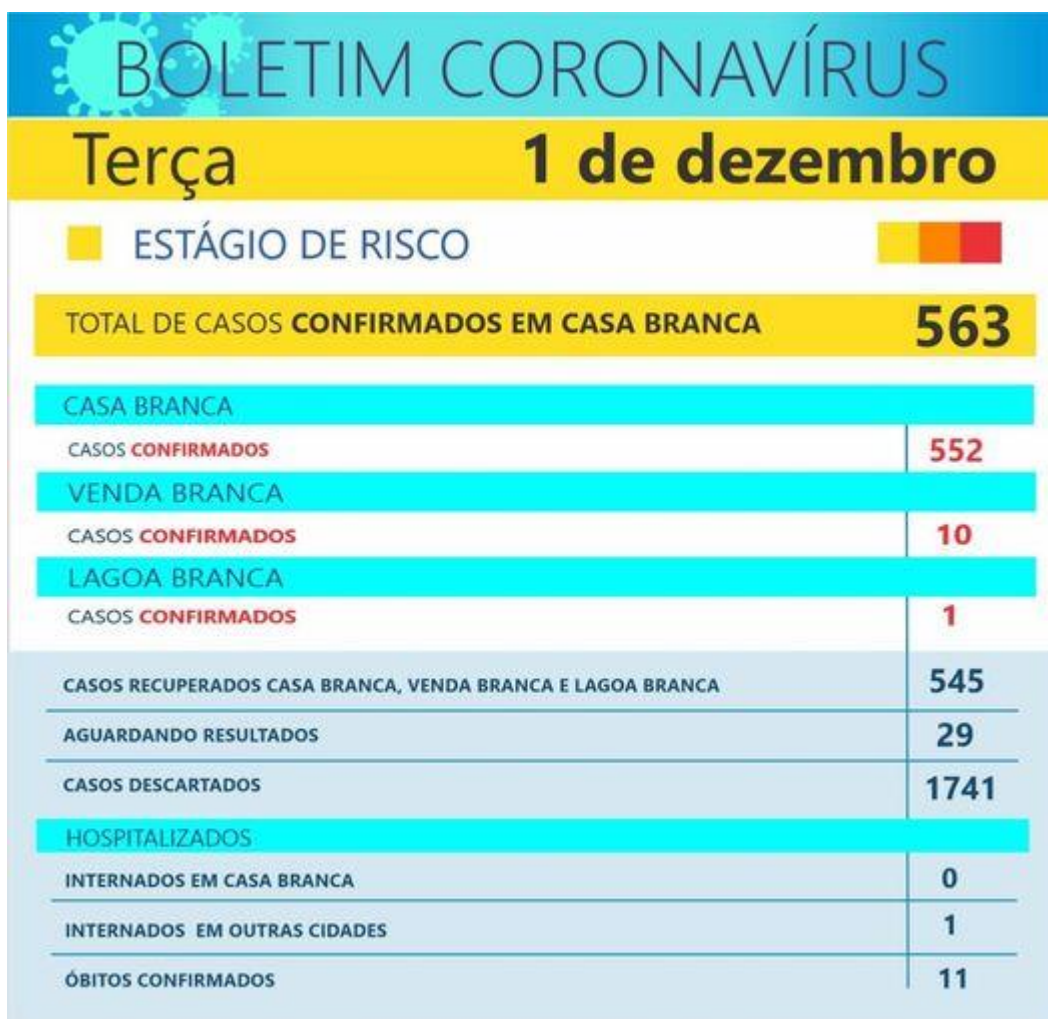 BOLETIM CORONAVÍRUS
Terça 1 de dezembro
ESTÁGIO DE RISCO
TOTAL DE CASOS CONFIRMADOS EM CASA BRANCA 563
CASA BRANCA
CASOS CONFIRMADOS 552
VENDA BRANCA
CASOS CONFIRMADOS 10
LAGOA BRANCA
CASOS CONFIRMADOS 1
CASOS RECUPERADOS CASA BRANCA, VENDA BRANCA E LAGOA BRANCA 545
AGUARDANDO RESULTADOS 29
CASOS DESCARTADOS 1741
HOSPITALIZADOS
INTERNADOS EM CASA BRANCA 0
INTERNADOS EM OUTRAS CIDADES 1
ÓBITOS CONFIRMADOS 11